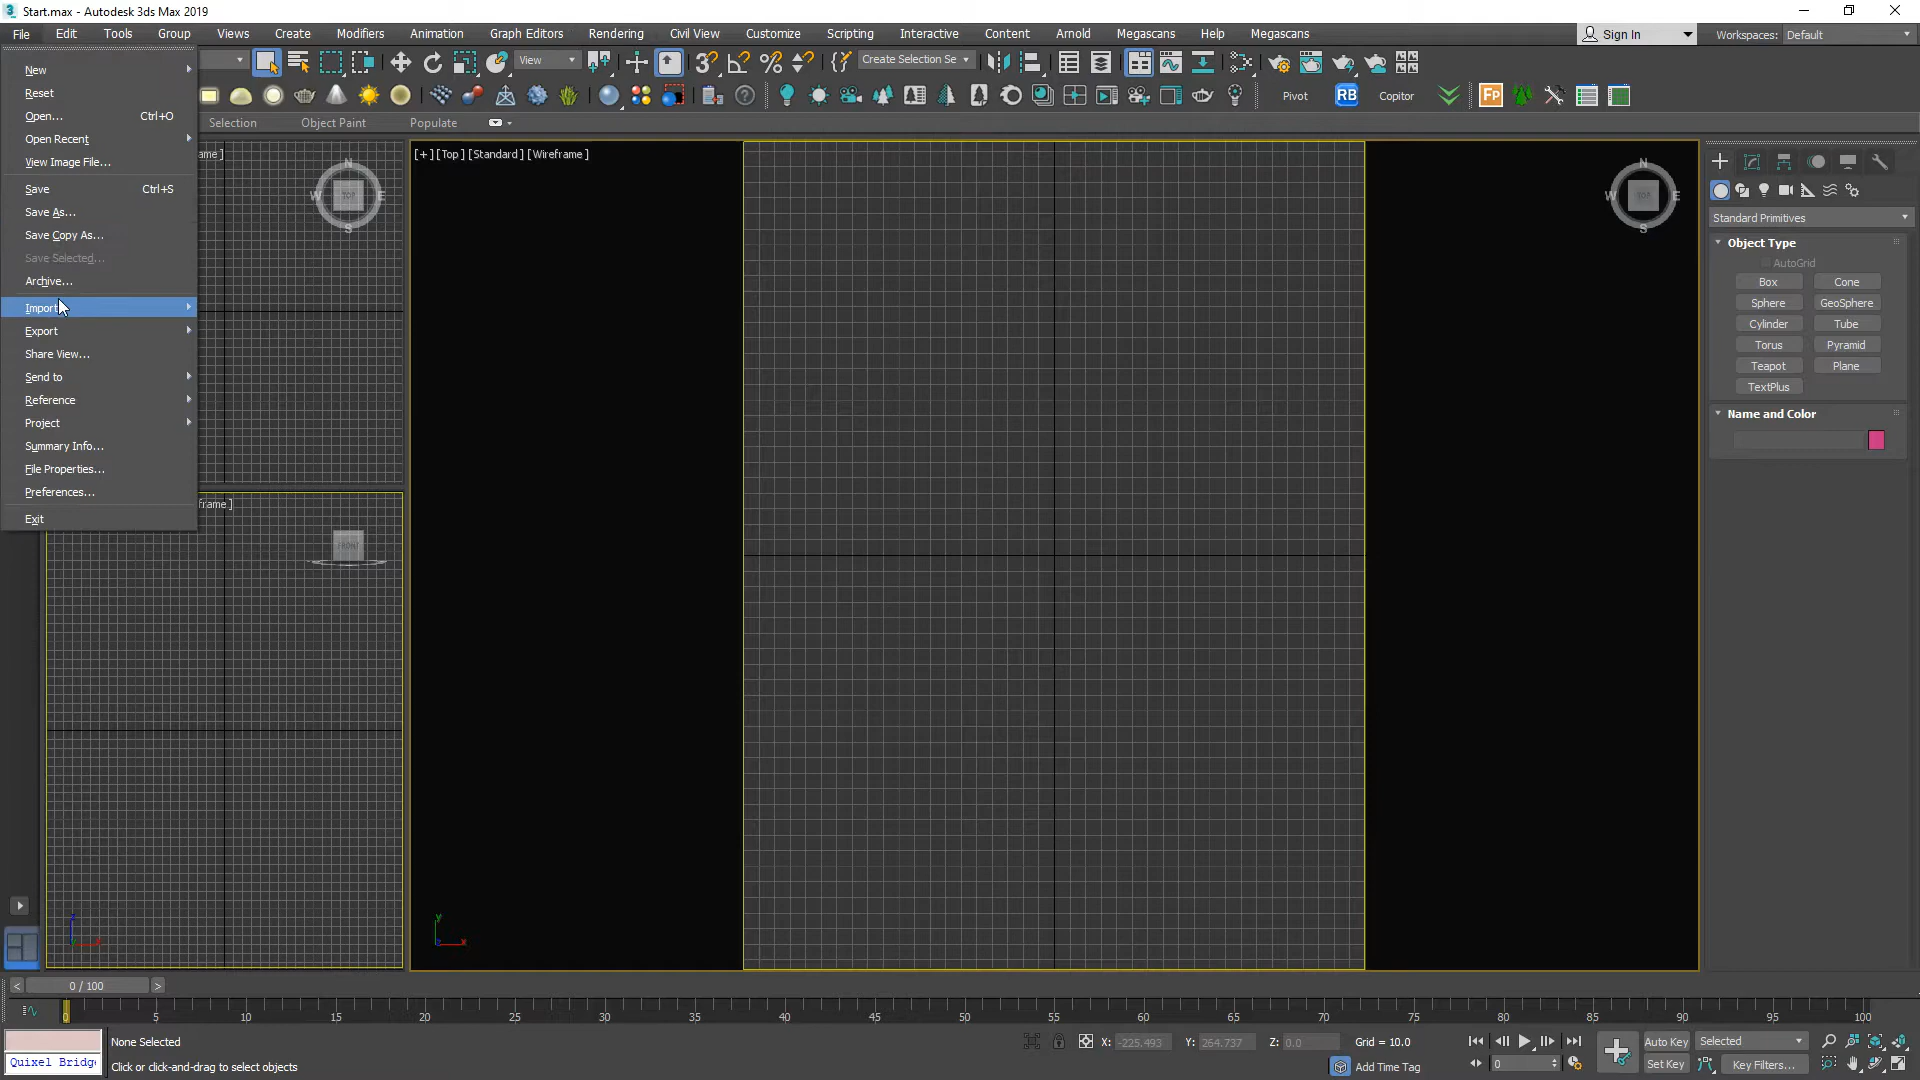 Start.max - Autodesk 3ds Max 2019
File Edit Tools Group Views Create Modifiers Animation Graph Editors Rendering Civil View Customize Scripting Interactive Content Arnold Megascans Help Megascans
Sign In
Workspaces: Default
View
Create Selection Se
Pivot
RB
Copitor
Fp
Selection Object Paint Populate
New
Reset
Open... Ctrl+O
Open Recent
View Image File...
Save Ctrl+S
Save As...
Save Copy As...
Save Selected...
Archive...
Import
Export
Share View...
Send to
Reference
Project
Summary Info...
File Properties...
Preferences...
Exit
ame ]
N
W TOP E
S
[+] [Top ] [Standard ] [Wireframe ]
N
W TOP E
S
frame ]
FRONT
z
x
y
z x
Standard Primitives
Object Type
AutoGrid
Box Cone
Sphere GeoSphere
Cylinder Tube
Torus Pyramid
Teapot Plane
TextPlus
Name and Color
< 0 / 100 >
0 5 10 15 20 25 30 35 40 45 50 55 60 65 70 75 80 85 90 95 100
None Selected
Quixel Bridg
Click or click-and-drag to select objects
X: -225.493 Y: 264.737 Z: 0.0 Grid = 10.0
Add Time Tag
0
Auto Key Selected
Set Key Key Filters...